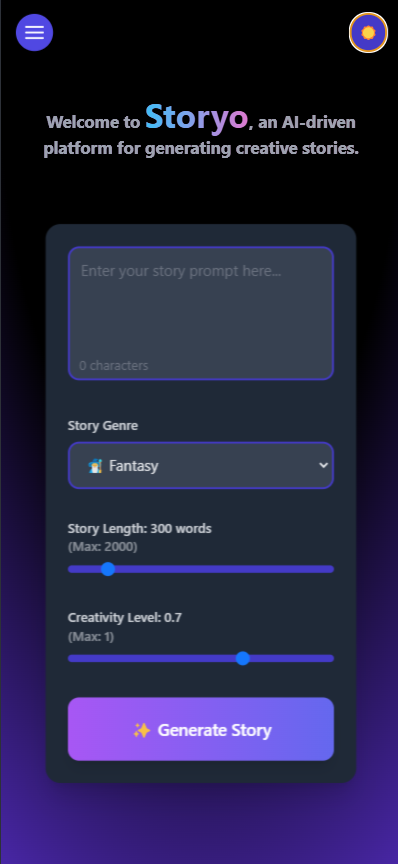 Welcome to Storyo, an AI-driven
platform for generating creative stories.
Enter your story prompt here...
0 characters
Story Genre
🧙‍♂️ Fantasy
Story Length: 300 words
(Max: 2000)
Creativity Level: 0.7
(Max: 1)
✨ Generate Story